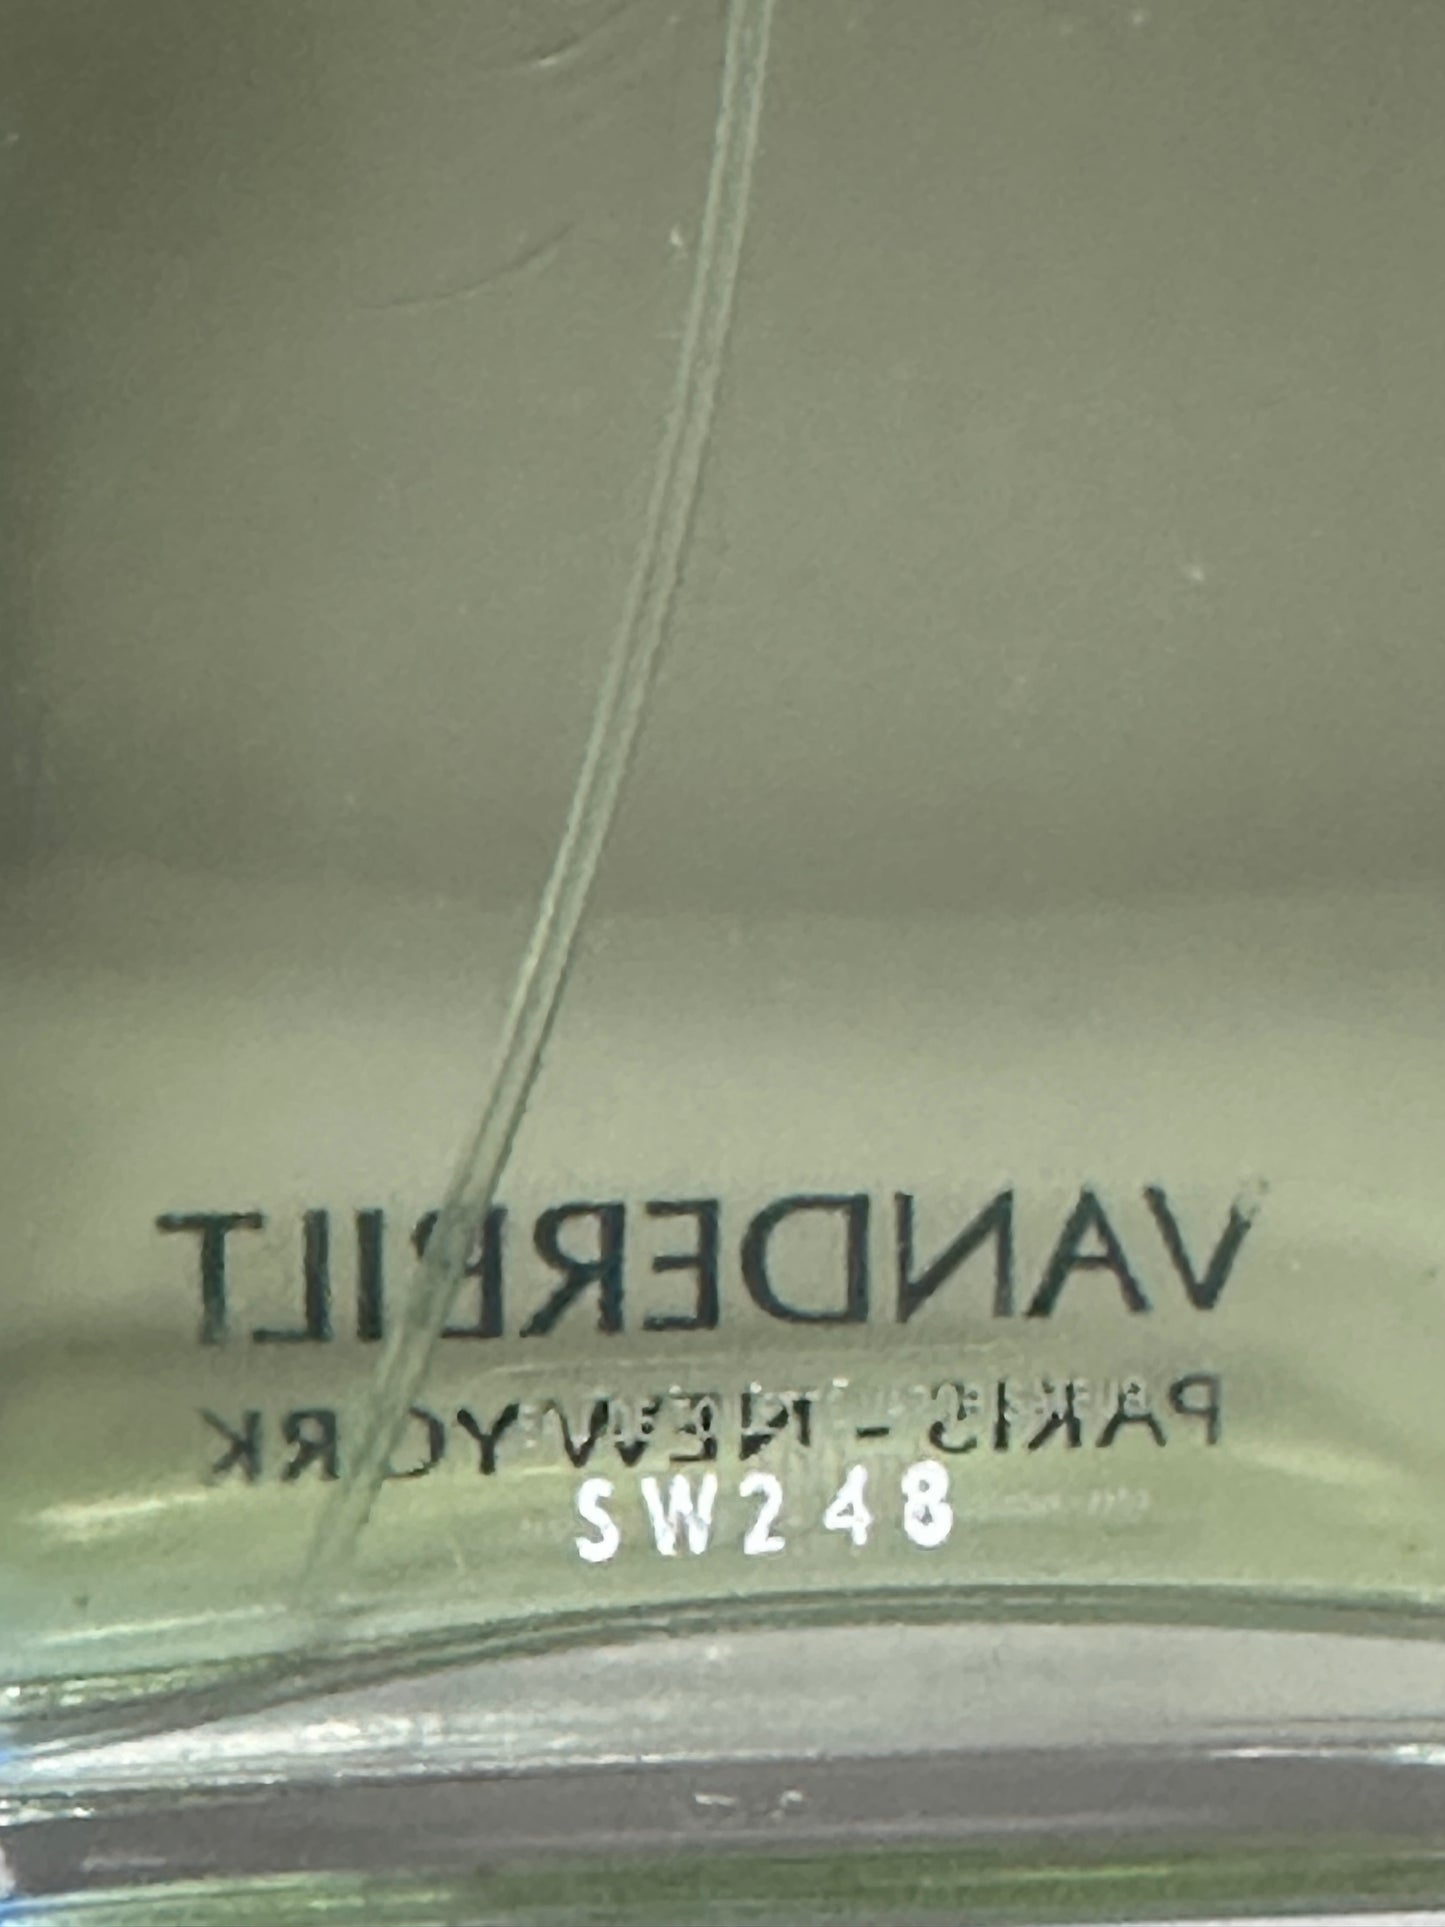 VANDERBILT
PARIS - NEW YORK
SW248